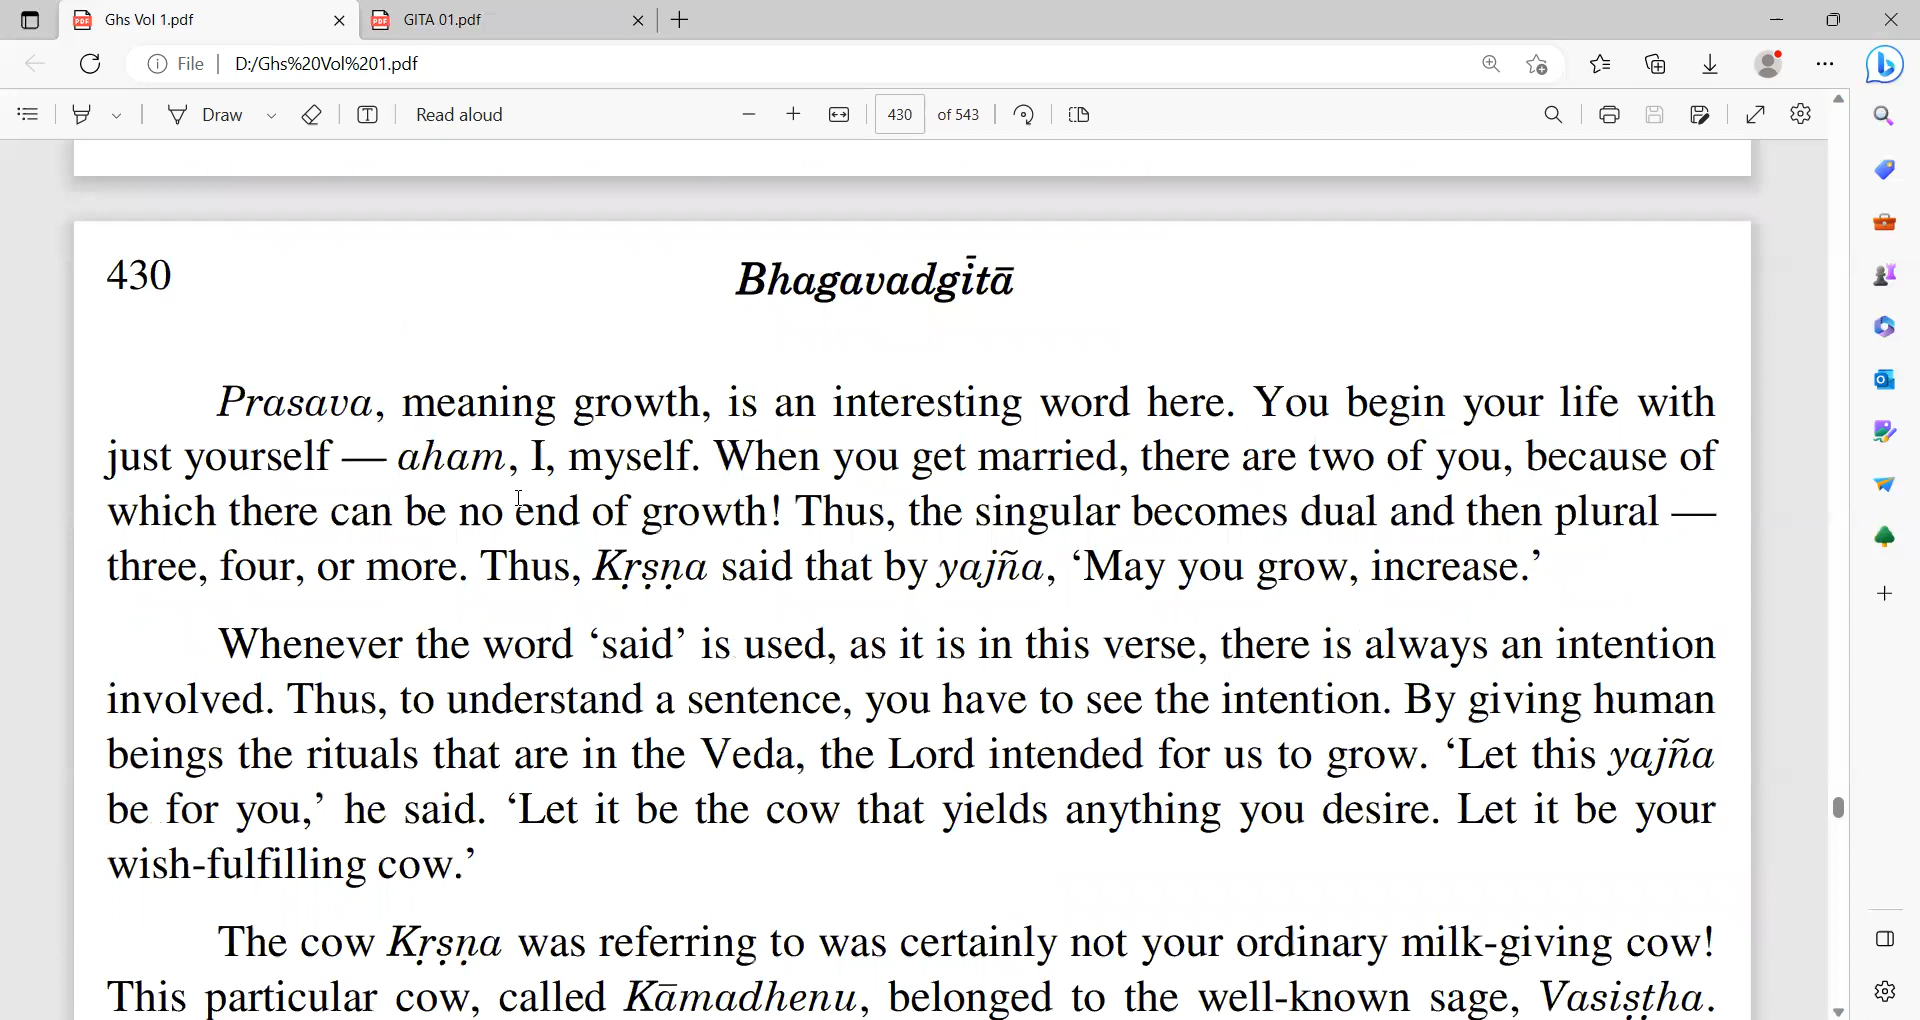 Ghs Vol 1.pdf
GITA 01.pdf
File
D:/Ghs%20Vol%201.pdf
Draw
Read aloud
430 of 543
430
Bhagavadgītā
Prasava, meaning growth, is an interesting word here. You begin your life with
just yourself — aham, I, myself. When you get married, there are two of you, because of
which there can be no end of growth! Thus, the singular becomes dual and then plural —
three, four, or more. Thus, Kṛṣṇa said that by yajña, ‘May you grow, increase.’
Whenever the word ‘said’ is used, as it is in this verse, there is always an intention
involved. Thus, to understand a sentence, you have to see the intention. By giving human
beings the rituals that are in the Veda, the Lord intended for us to grow. ‘Let this yajña
be for you,’ he said. ‘Let it be the cow that yields anything you desire. Let it be your
wish-fulfilling cow.’
The cow Kṛṣṇa was referring to was certainly not your ordinary milk-giving cow!
This particular cow, called Kāmadhenu, belonged to the well-known sage, Vasiṣṭha.